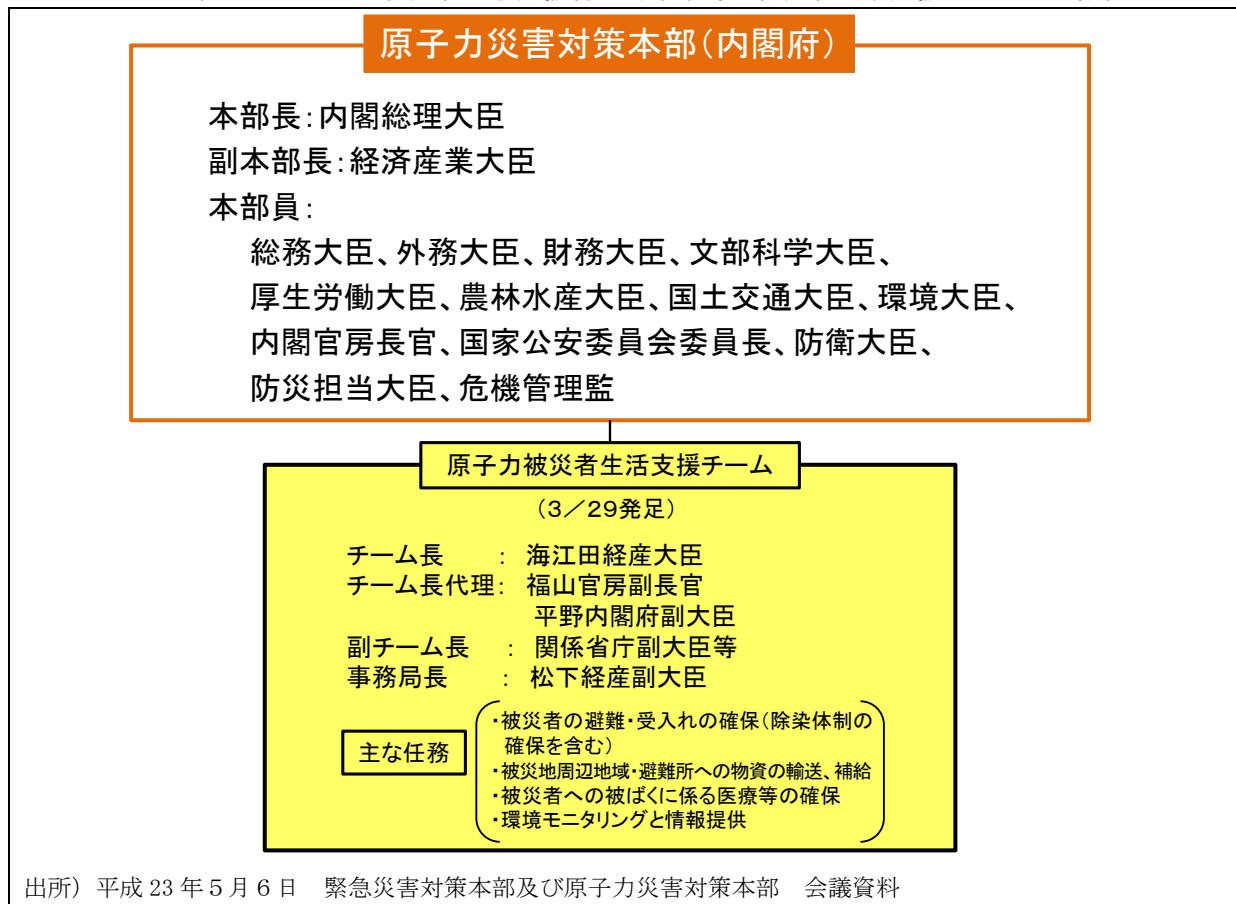 原子力災害対策本部（内閣府）
本部長：内閣総理大臣
副本部長：経済産業大臣
本部員：
総務大臣、外務大臣、財務大臣、文部科学大臣、
厚生労働大臣、農林水産大臣、国土交通大臣、環境大臣、
内閣官房長官、国家公安委員会委員長、防衛大臣、
防災担当大臣、危機管理監
原子力被災者生活支援チーム
（３／２９発足）
チーム長　　：　海江田経産大臣
チーム長代理：　福山官房副長官
平野内閣府副大臣
副チーム長　：　関係省庁副大臣等
事務局長　　：　松下経産副大臣
主な任務
・被災者の避難・受入れの確保（除染体制の
確保を含む）
・被災地周辺地域・避難所への物資の輸送、補給
・被災者への被ばくに係る医療等の確保
・環境モニタリングと情報提供
出所）平成 23 年５月６日　緊急災害対策本部及び原子力災害対策本部　会議資料